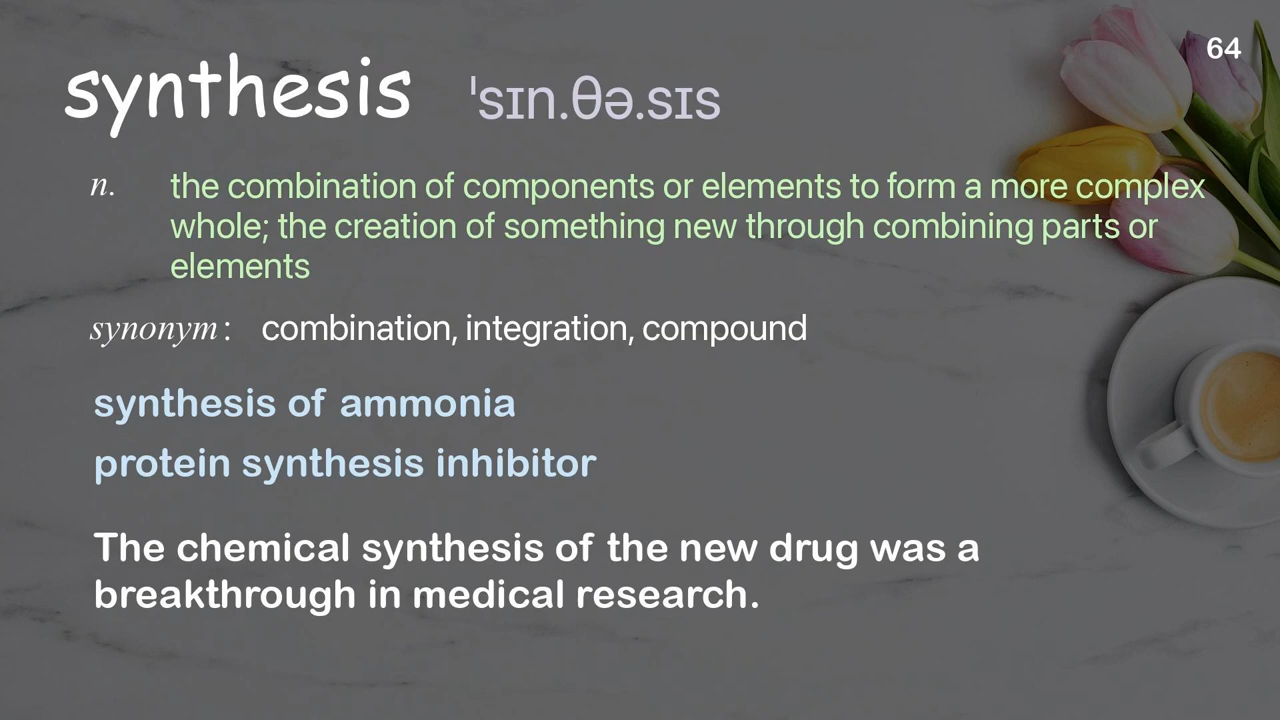 64
synthesis ˈsɪn.θə.sɪs
n. the combination of components or elements to form a more complex
whole; the creation of something new through combining parts or
elements
synonym: combination, integration, compound
synthesis of ammonia
protein synthesis inhibitor
The chemical synthesis of the new drug was a
breakthrough in medical research.